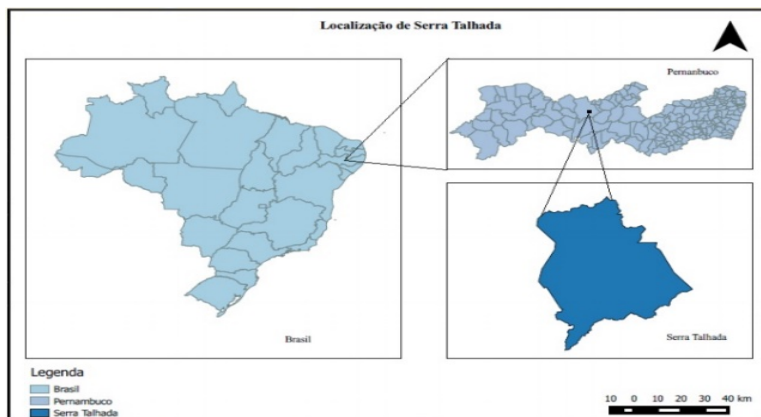 Localização de Serra Talhada
Pernanbuco
Brasil
Serra Talhada
Legenda
Brasil
Pernambuco
Serra Talhada
10 0 10 20 30 40 km